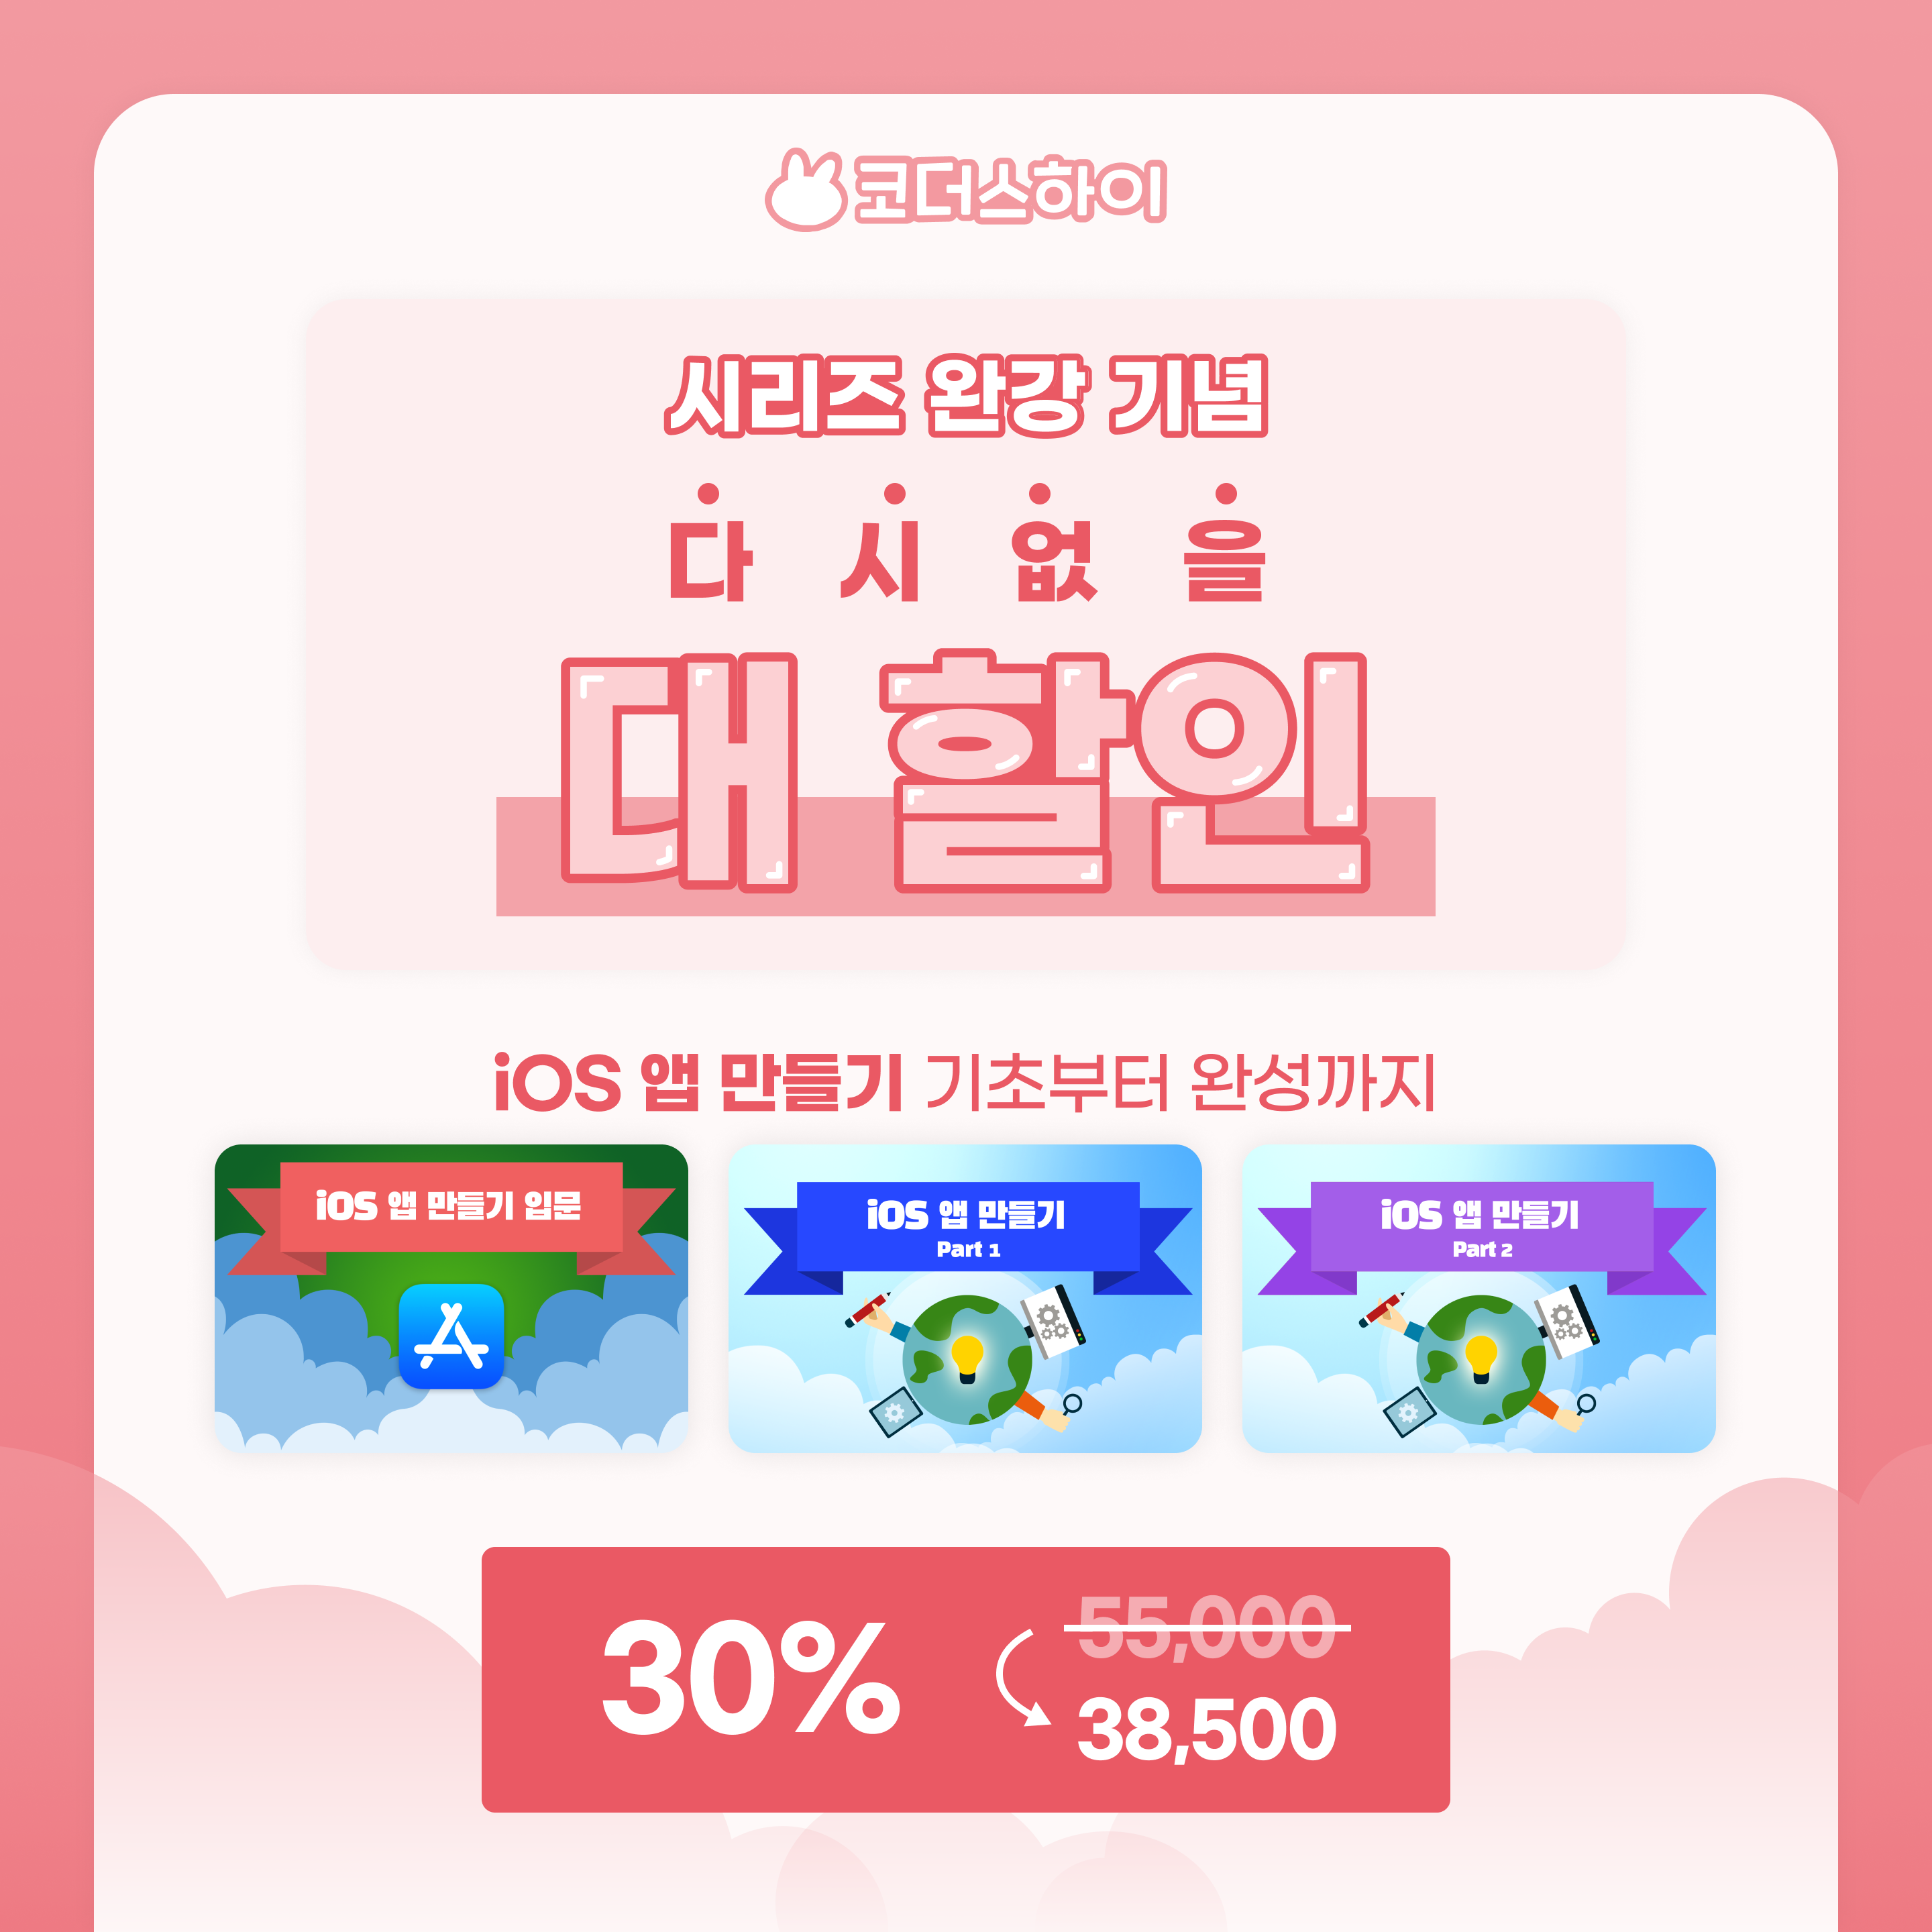 코더스하이
시리즈 완강 기념
다 시 없 을
대 할인
iOS 앱 만들기 기초부터 완성까지
iOS 앱 만들기 입문
iOS 앱 만들기
Part 1
iOS 앱 만들기
Part 2
30%
55,000
38,500